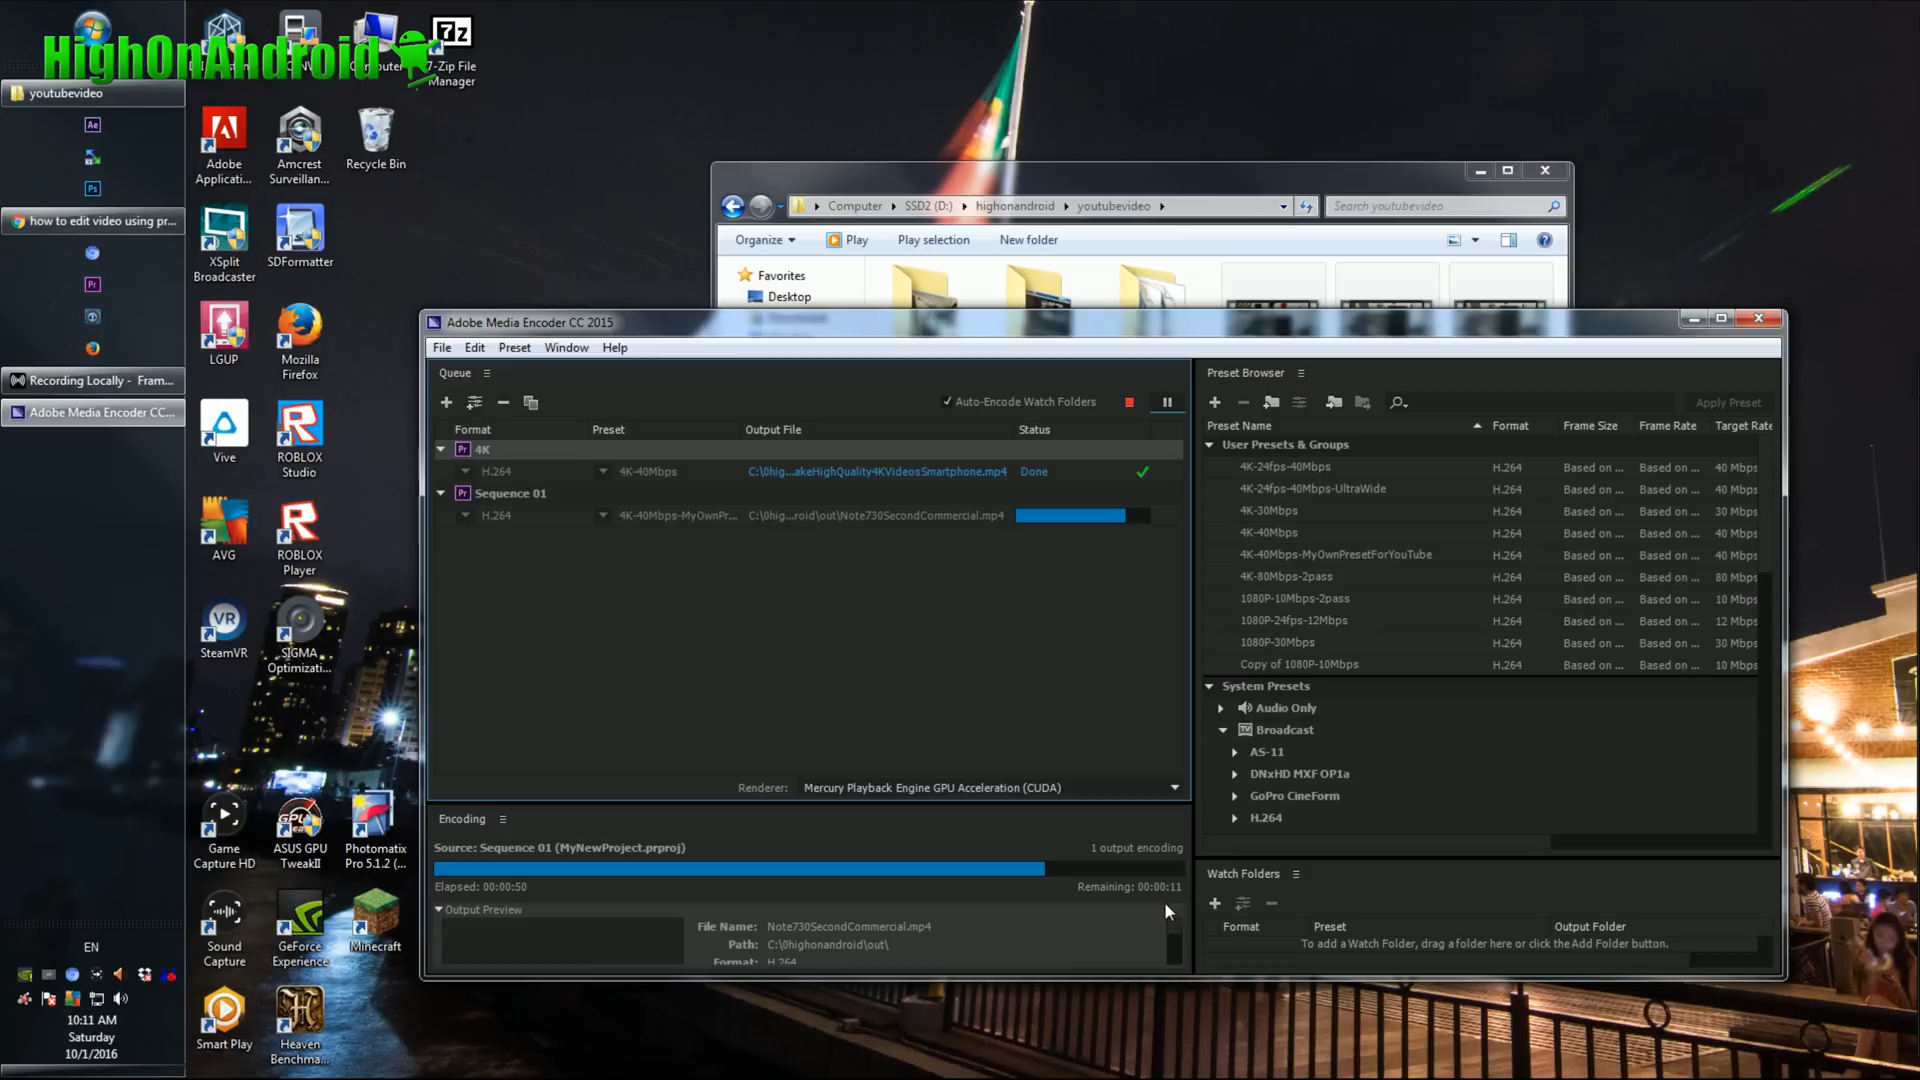 HighOnAndroid
youtubevideo
Ae
Ps
how to edit video using pr...
Pr
Recording Locally - Fram...
Adobe Media Encoder CC...
EN
10:11 AM
Saturday
10/1/2016
7z
7-Zip File
Manager
Adobe
Applicati...
Amcrest
Surveillan...
Recycle Bin
XSplit
Broadcaster
SDFormatter
LGUP
Mozilla
Firefox
Vive
ROBLOX
Studio
AVG
ROBLOX
Player
VR
SteamVR
SIGMA
Optimizati...
Game
Capture HD
ASUS GPU
TweakII
Photomatix
Pro 5.1.2 (...
Sound
Capture
GeForce
Experience
Minecraft
Smart Play
Heaven
Benchma...
Computer
SSD2 (D:)
highonandroid
youtubevideo
Search youtubevideo
Organize
Play
Play selection
New folder
Favorites
Desktop
Adobe Media Encoder CC 2015
File Edit Preset Window Help
Queue
Auto-Encode Watch Folders
Format Preset Output File Status
Pr 4K
H.264 4K-40Mbps C:\0hig...akeHighQuality4KVideosSmartphone.mp4 Done
Pr Sequence 01
H.264 4K-40Mbps-MyOwnPr... C:\0hig...roid\out\Note730SecondCommercial.mp4
Renderer: Mercury Playback Engine GPU Acceleration (CUDA)
Encoding
Source: Sequence 01 (MyNewProject.prproj) 1 output encoding
Elapsed: 00:00:50 Remaining: 00:00:11
Output Preview
File Name: Note730SecondCommercial.mp4
Path: C:\0highonandroid\out\
Format: H.264
Preset Browser
Apply Preset
Preset Name Format Frame Size Frame Rate Target Rate
User Presets & Groups
4K-24fps-40Mbps H.264 Based on ... Based on ... 40 Mbps
4K-24fps-40Mbps-UltraWide H.264 Based on ... Based on ... 40 Mbps
4K-30Mbps H.264 Based on ... Based on ... 30 Mbps
4K-40Mbps H.264 Based on ... Based on ... 40 Mbps
4K-40Mbps-MyOwnPresetForYouTube H.264 Based on ... Based on ... 40 Mbps
4K-80Mbps-2pass H.264 Based on ... Based on ... 80 Mbps
1080P-10Mbps-2pass H.264 Based on ... Based on ... 10 Mbps
1080P-24fps-12Mbps H.264 Based on ... Based on ... 12 Mbps
1080P-30Mbps H.264 Based on ... Based on ... 30 Mbps
Copy of 1080P-10Mbps H.264 Based on ... Based on ... 10 Mbps
System Presets
Audio Only
Broadcast
AS-11
DNxHD MXF OP1a
GoPro CineForm
H.264
Watch Folders
Format Preset Output Folder
To add a Watch Folder, drag a folder here or click the Add Folder button.